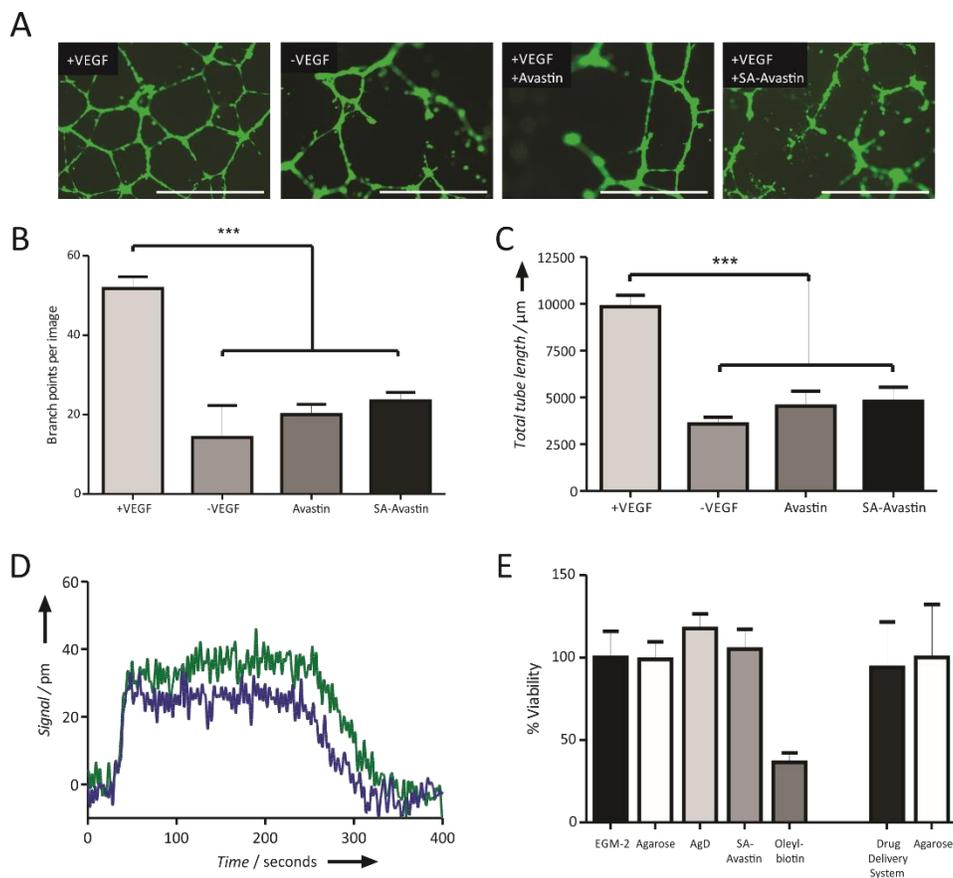 A
+VEGF
-VEGF
+VEGF
+Avastin
+VEGF
+SA-Avastin
B
Branch points per image
60
40
20
0
***
+VEGF
-VEGF
Avastin
SA-Avastin
C
Total tube length / µm
12500
10000
7500
5000
2500
0
***
+VEGF
-VEGF
Avastin
SA-Avastin
D
Signal / pm
60
40
20
0
0
100
200
300
400
Time / seconds
E
% Viability
150
100
50
0
EGM-2
Agarose
AgD
SA-
Avastin
Oleyl-
biotin
Drug
Delivery
System
Agarose